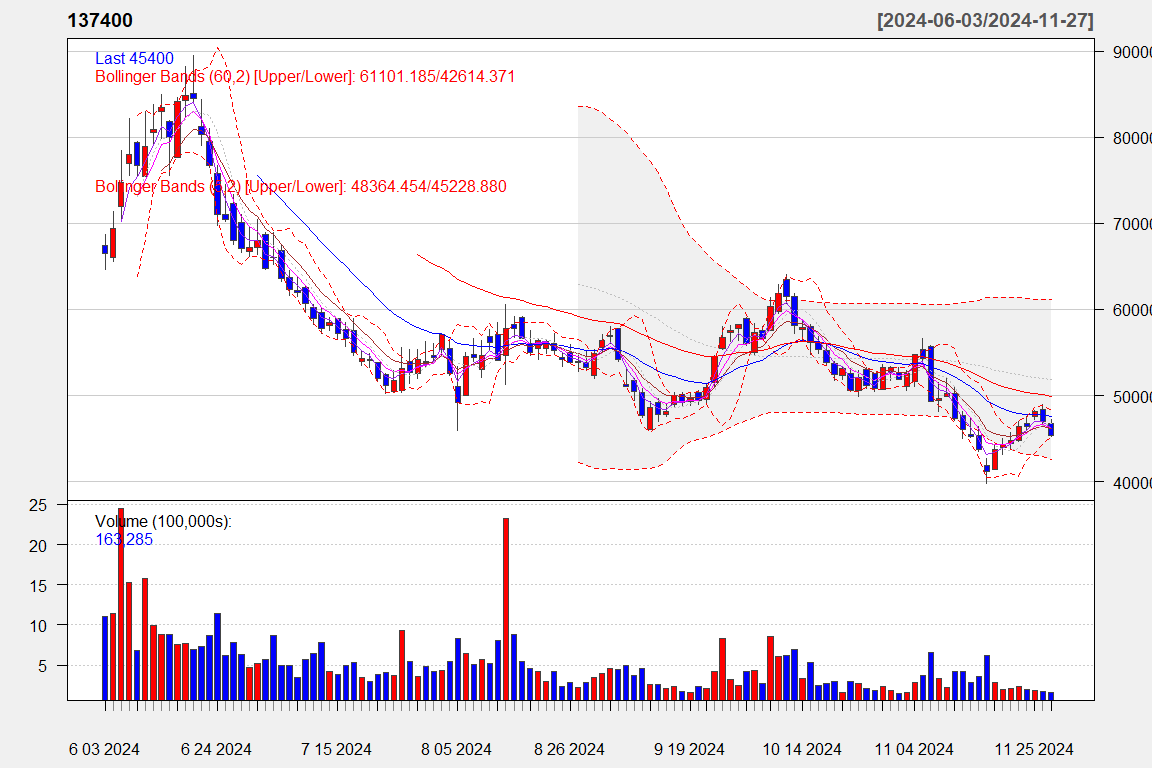 137400 [2024-06-03/2024-11-27]
Last 45400
Bollinger Bands (60,2) [Upper/Lower]: 61101.185/42614.371
Bollinger Bands (5,2) [Upper/Lower]: 48364.454/45228.880
90000
80000
70000
60000
50000
40000
Volume (100,000s):
163,285
25
20
15
10
5
6 03 2024 6 24 2024 7 15 2024 8 05 2024 8 26 2024 9 19 2024 10 14 2024 11 04 2024 11 25 2024